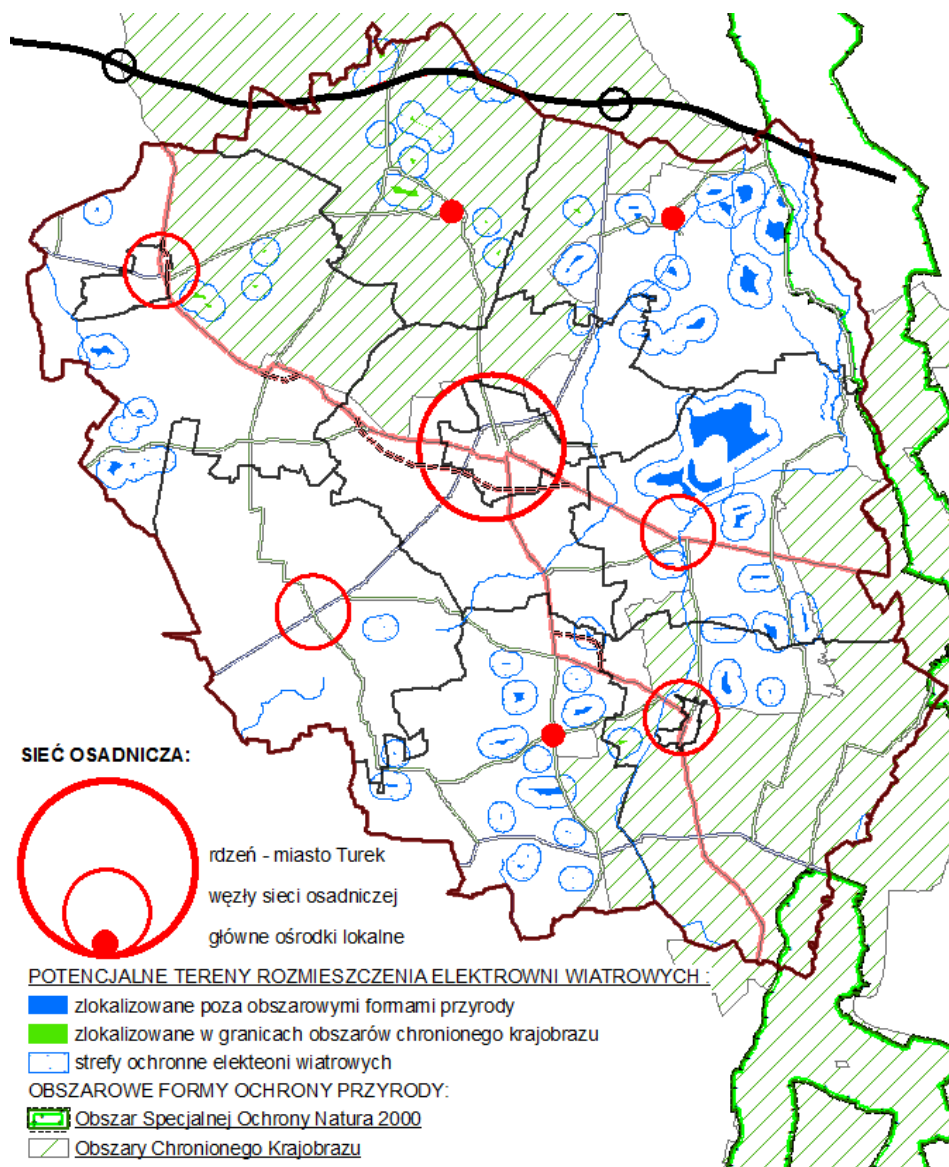 SIEĆ OSADNICZA:
rdzeń - miasto Turek
węzły sieci osadniczej
główne ośrodki lokalne
POTENCJALNE TERENY ROZMIESZCZENIA ELEKTROWNI WIATROWYCH :
zlokalizowane poza obszarowymi formami przyrody
zlokalizowane w granicach obszarów chronionego krajobrazu
strefy ochronne elekteoni wiatrowych
OBSZAROWE FORMY OCHRONY PRZYRODY:
Obszar Specjalnej Ochrony Natura 2000
Obszary Chronionego Krajobrazu